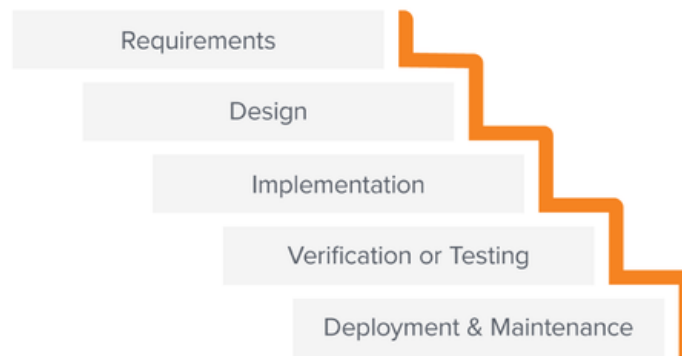 Requirements
Design
Implementation
Verification or Testing
Deployment & Maintenance